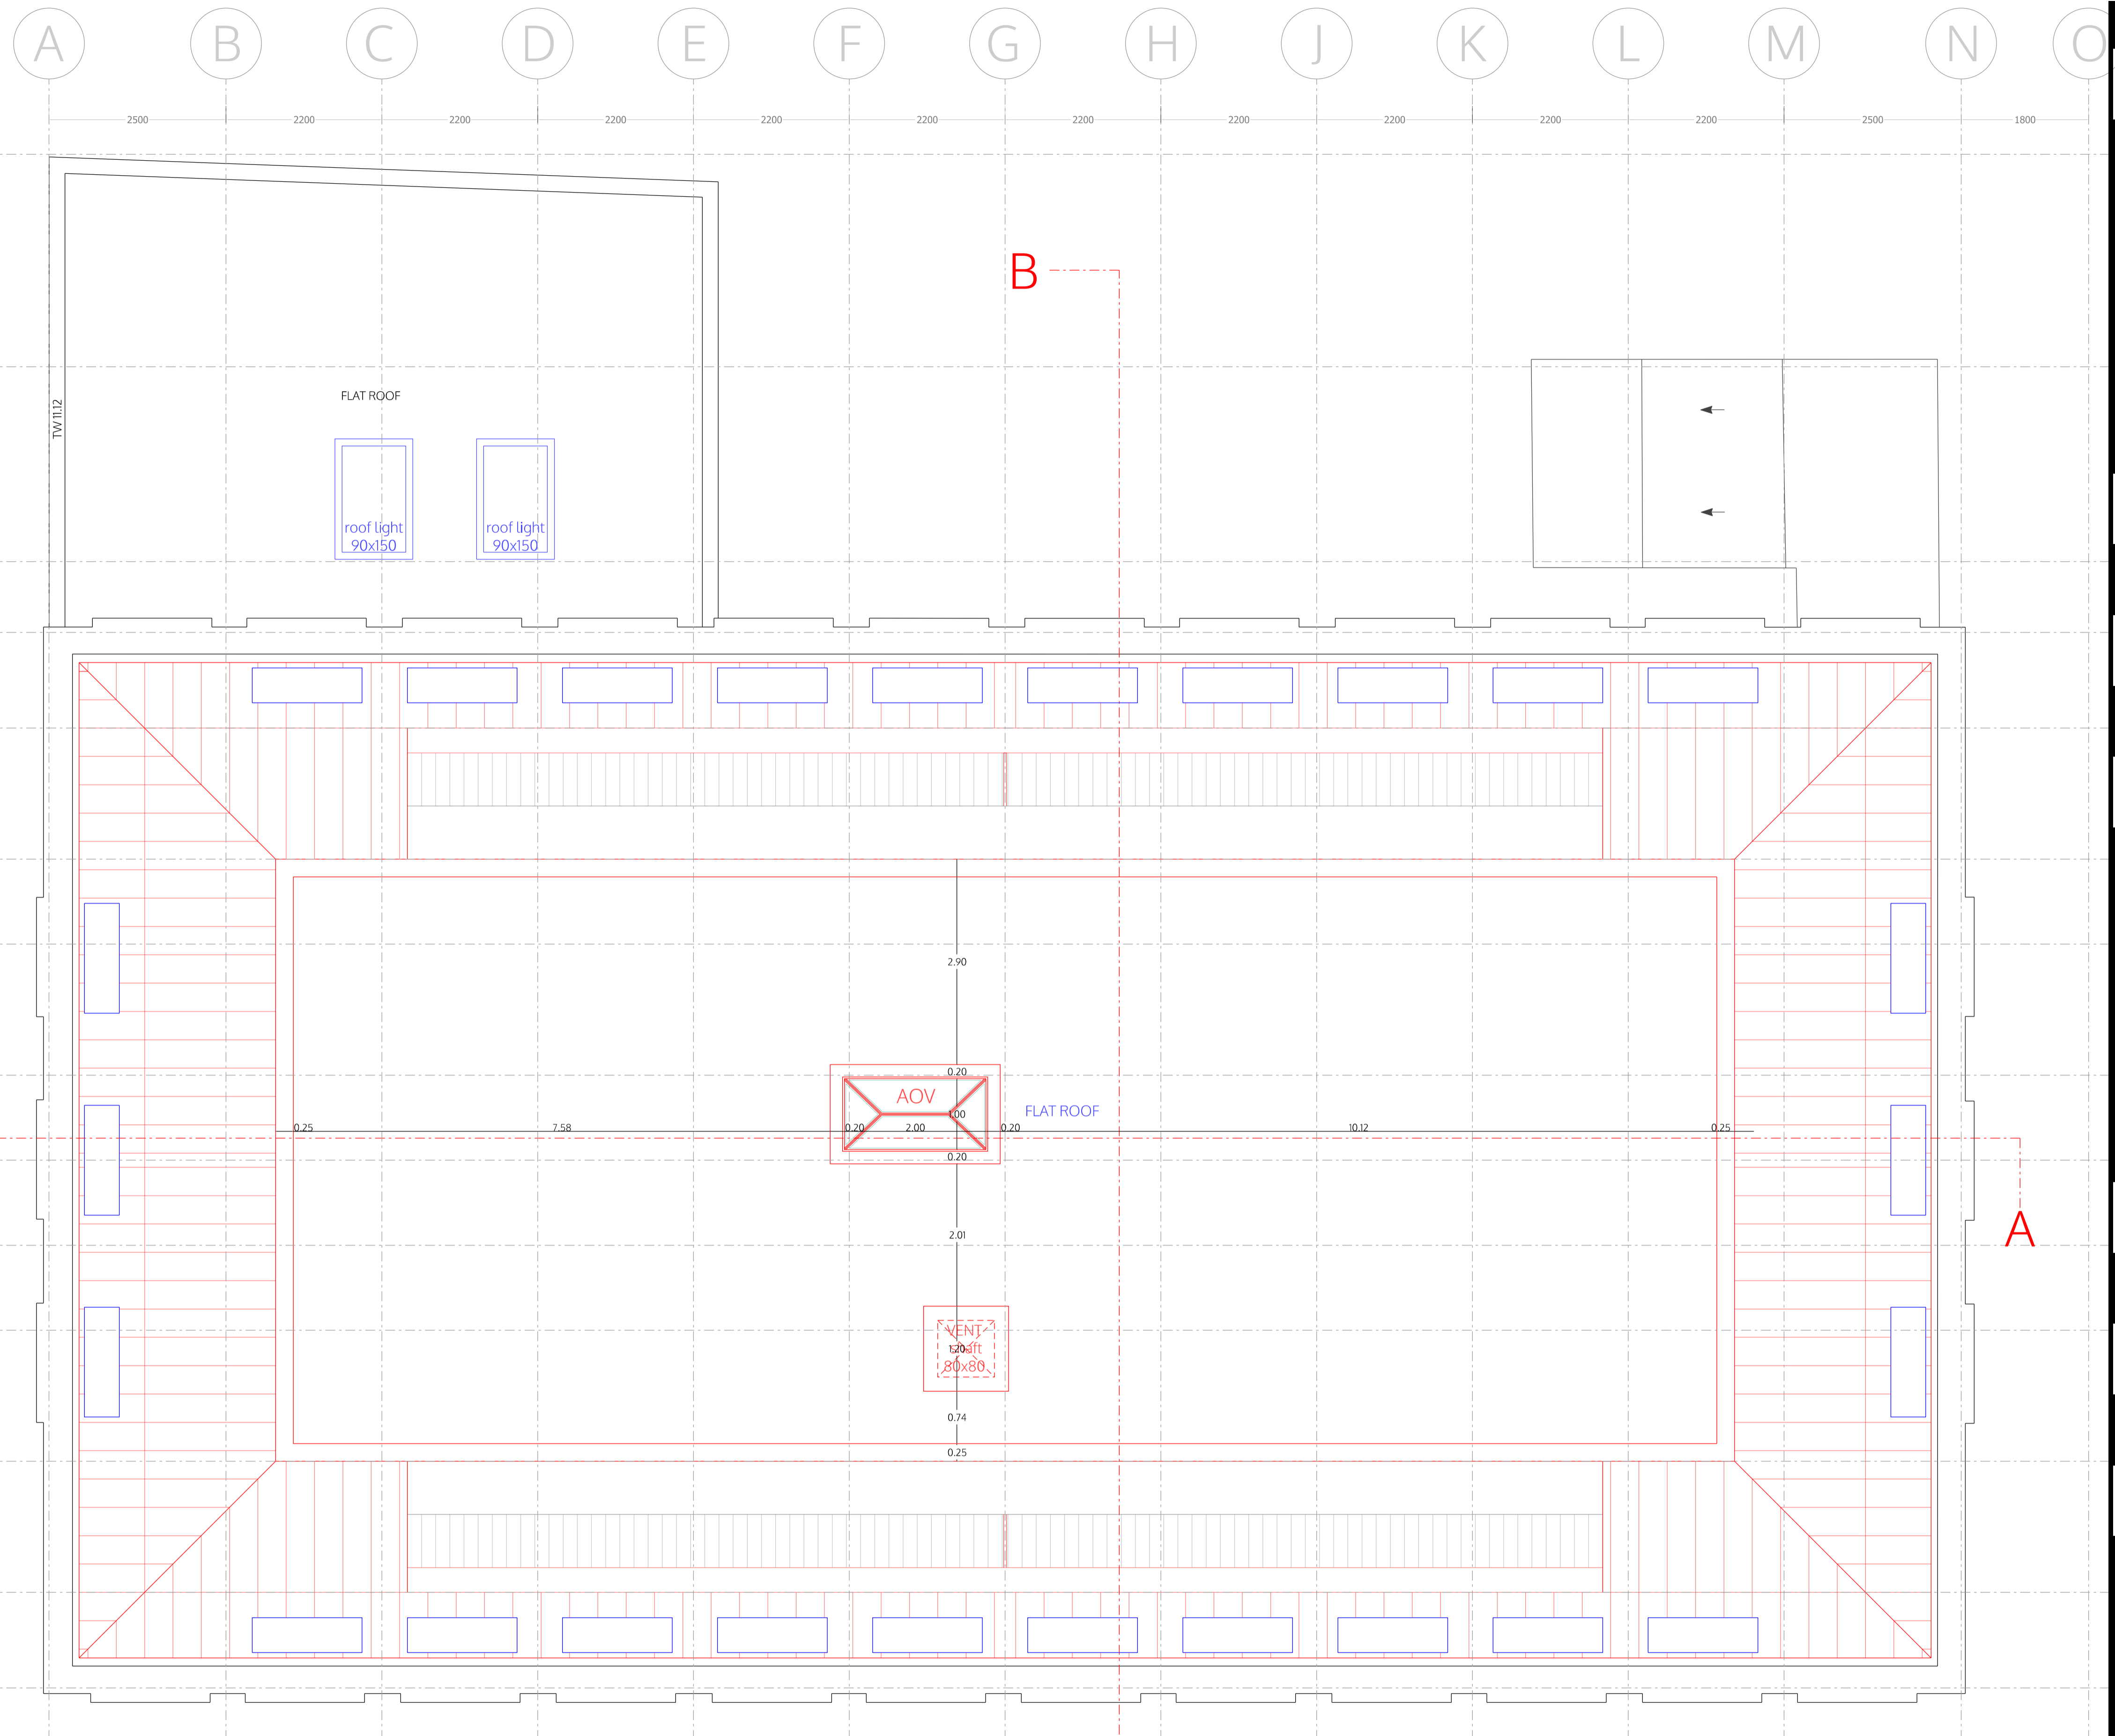 A B C D E F G H J K L M N O
2500 2200 2200 2200 2200 2200 2200 2200 2200 2200 2200 2500 1800
B
TW 11.12
FLAT ROOF
roof light
90x150
roof light
90x150
2.90
0.20
AOV
1.00
FLAT ROOF
0.25 7.58 0.20 2.00 0.20 10.12 0.25
0.20
A
2.01
VENT
shaft
1.20
80x80
0.74
0.25